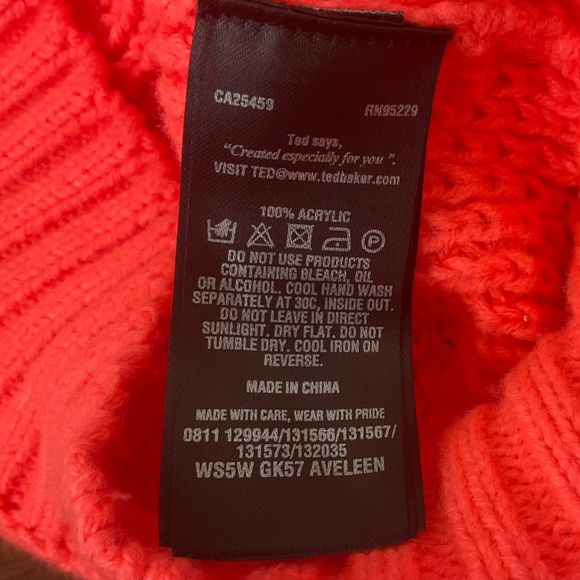 CA25459 RN95229
Ted says,
"Created especially for you ".
VISIT TED@www.tedbaker.com
100% ACRYLIC
P
DO NOT USE PRODUCTS
CONTAINING BLEACH, OIL
OR ALCOHOL. COOL HAND WASH
SEPARATELY AT 30C, INSIDE OUT.
DO NOT LEAVE IN DIRECT
SUNLIGHT. DRY FLAT. DO NOT
TUMBLE DRY. COOL IRON ON
REVERSE.
MADE IN CHINA
MADE WITH CARE, WEAR WITH PRIDE
0811 129944/131566/131567/
131573/132035
WS5W GK57 AVELEEN